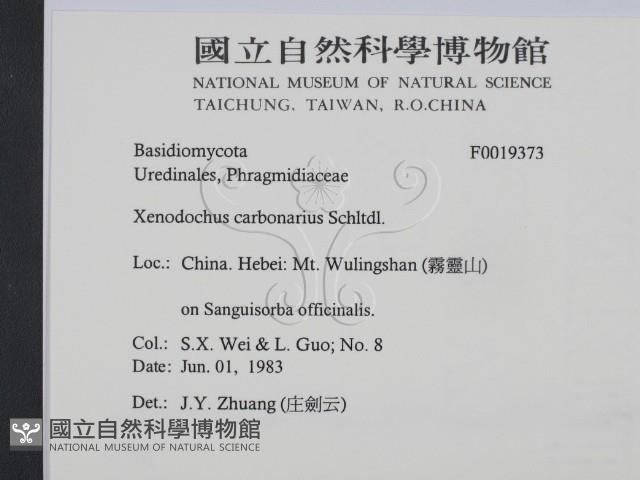 國立自然科學博物館
NATIONAL MUSEUM OF NATURAL SCIENCE
TAICHUNG, TAIWAN, R.O.CHINA
Basidiomycota F0019373
Uredinales, Phragmidiaceae
Xenodochus carbonarius Schltdl.
Loc.: China. Hebei: Mt. Wulingshan (霧靈山)
on Sanguisorba officinalis.
Col.: S.X. Wei & L. Guo; No. 8
Date: Jun. 01, 1983
Det.: J.Y. Zhuang (庄劍云)
國立自然科學博物館
NATIONAL MUSEUM OF NATURAL SCIENCE